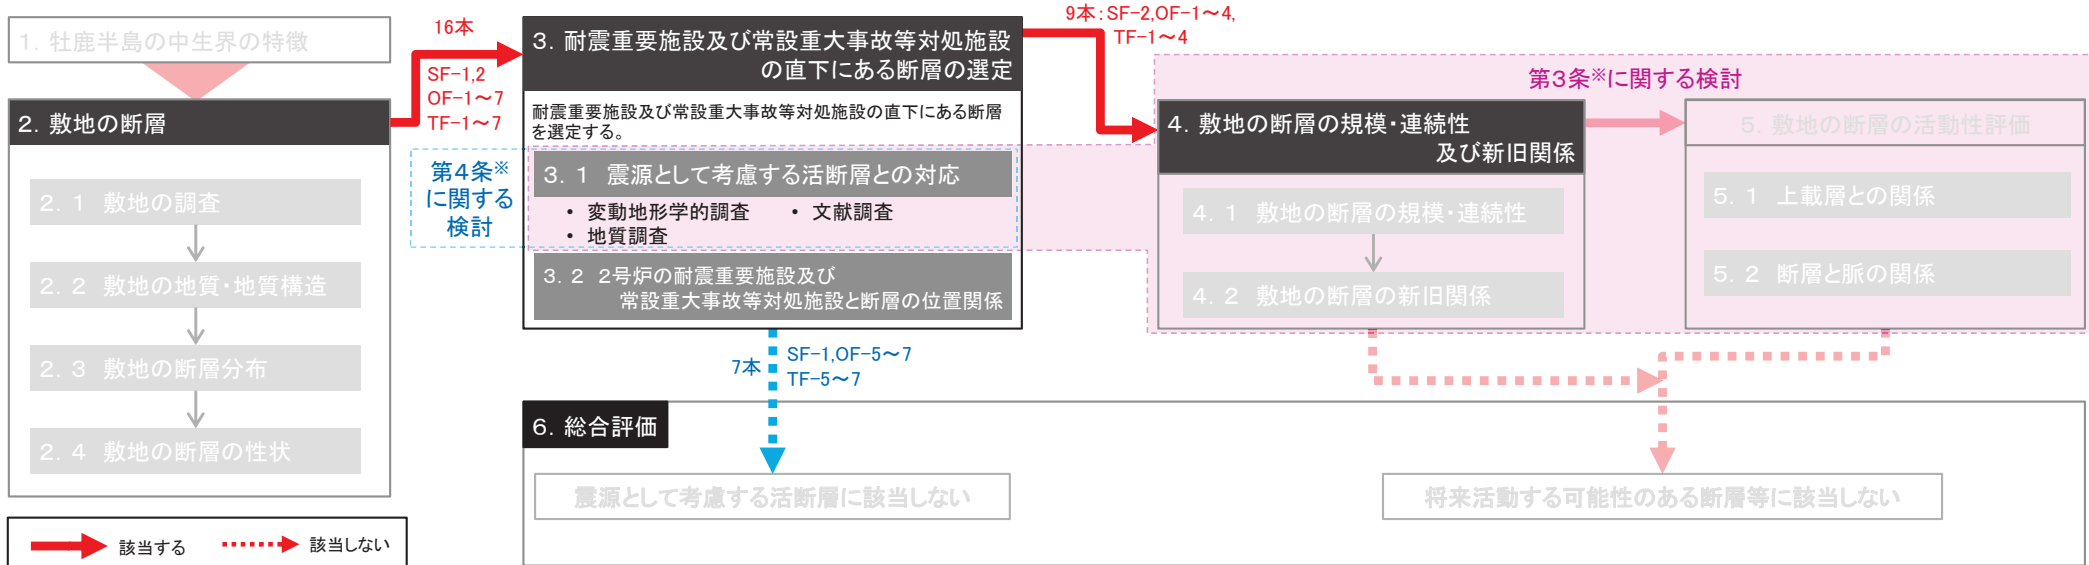 1. 牡鹿半島の中生界の特徴
2. 敷地の断層
2. 1 敷地の調査
2. 2 敷地の地質・地質構造
2. 3 敷地の断層分布
2. 4 敷地の断層の性状
16本
SF-1,2
OF-1～7
TF-1～7
3. 耐震重要施設及び常設重大事故等対処施設
の直下にある断層の選定
耐震重要施設及び常設重大事故等対処施設の直下にある断層
を選定する。
第4条※
に関する
検討
3. 1 震源として考慮する活断層との対応
・ 変動地形学的調査 ・ 文献調査
・ 地質調査
3. 2 2号炉の耐震重要施設及び
常設重大事故等対処施設と断層の位置関係
9本：SF-2,OF-1～4,
TF-1～4
第3条※に関する検討
4. 敷地の断層の規模・連続性
及び新旧関係
4. 1 敷地の断層の規模・連続性
4. 2 敷地の断層の新旧関係
5. 敷地の断層の活動性評価
5. 1 上載層との関係
5. 2 断層と脈の関係
7本
SF-1,OF-5～7
TF-5～7
6. 総合評価
震源として考慮する活断層に該当しない
将来活動する可能性のある断層等に該当しない
該当する
該当しない